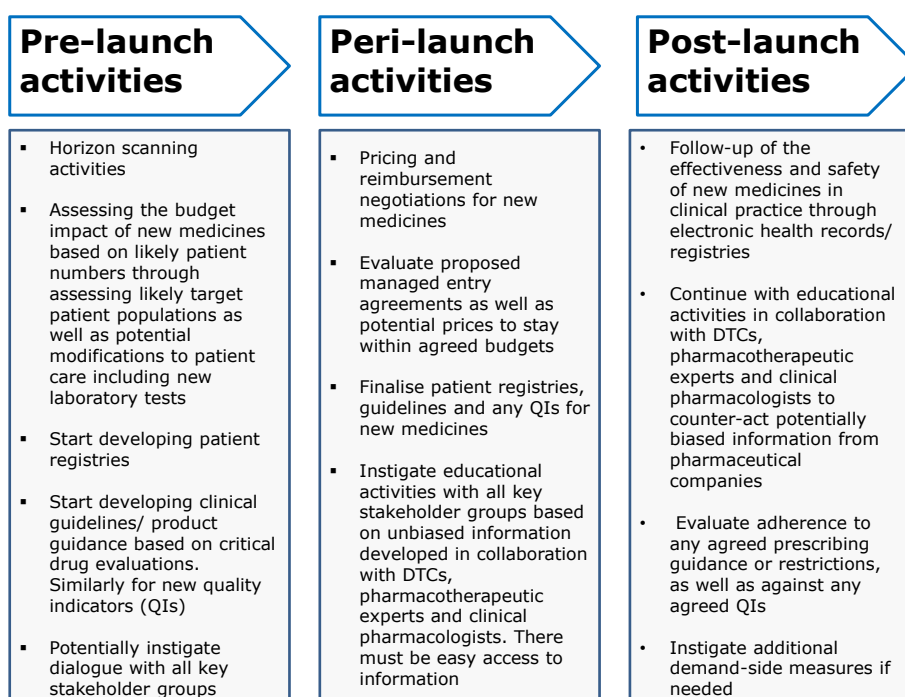 Pre-launch
activities
▪ Horizon scanning
activities
▪ Assessing the budget
impact of new medicines
based on likely patient
numbers through
assessing likely target
patient populations as
well as potential
modifications to patient
care including new
laboratory tests
▪ Start developing patient
registries
▪ Start developing clinical
guidelines/ product
guidance based on critical
drug evaluations.
Similarly for new quality
indicators (QIs)
▪ Potentially instigate
dialogue with all key
stakeholder groups
Peri-launch
activities
▪ Pricing and
reimbursement
negotiations for new
medicines
▪ Evaluate proposed
managed entry
agreements as well as
potential prices to stay
within agreed budgets
▪ Finalise patient registries,
guidelines and any QIs for
new medicines
▪ Instigate educational
activities with all key
stakeholder groups based
on unbiased information
developed in collaboration
with DTCs,
pharmacotherapeutic
experts and clinical
pharmacologists. There
must be easy access to
information
Post-launch
activities
• Follow-up of the
effectiveness and safety
of new medicines in
clinical practice through
electronic health records/
registries
• Continue with educational
activities in collaboration
with DTCs,
pharmacotherapeutic
experts and clinical
pharmacologists to
counter-act potentially
biased information from
pharmaceutical
companies
• Evaluate adherence to
any agreed prescribing
guidance or restrictions,
as well as against any
agreed QIs
• Instigate additional
demand-side measures if
needed